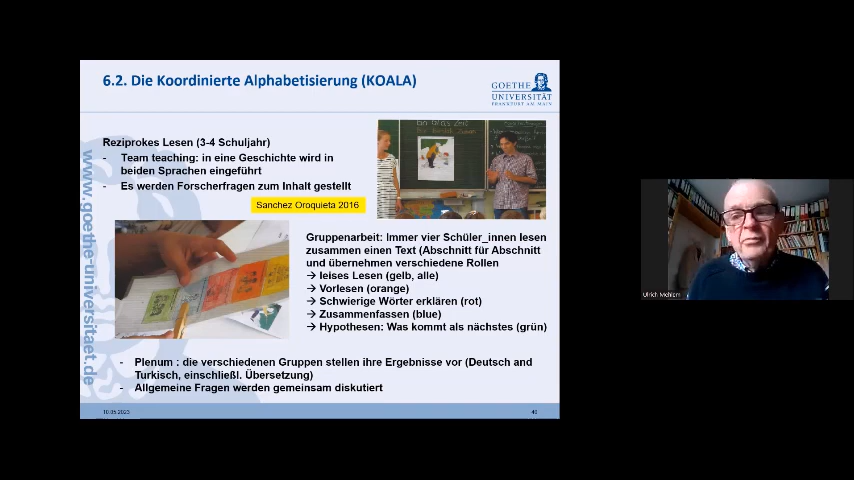 6.2. Die Koordinierte Alphabetisierung (KOALA)
GOETHE
UNIVERSITÄT
FRANKFURT AM MAIN
Reziprokes Lesen (3-4 Schuljahr)
- Team teaching: in eine Geschichte wird in
beiden Sprachen eingeführt
- Es werden Forscherfragen zum Inhalt gestellt
Sanchez Oroquieta 2016
www.goethe-universitaet.de
Gruppenarbeit: Immer vier Schüler_innen lesen
zusammen einen Text (Abschnitt für Abschnitt
und übernehmen verschiedene Rollen
→ leises Lesen (gelb, alle)
→ Vorlesen (orange)
→ Schwierige Wörter erklären (rot)
→ Zusammenfassen (blue)
→ Hypothesen: Was kommt als nächstes (grün)
- Plenum : die verschiedenen Gruppen stellen ihre Ergebnisse vor (Deutsch and
Turkisch, einschließl. Übersetzung)
- Allgemeine Fragen werden gemeinsam diskutiert
10.05.2023
Ulrich Mehlem